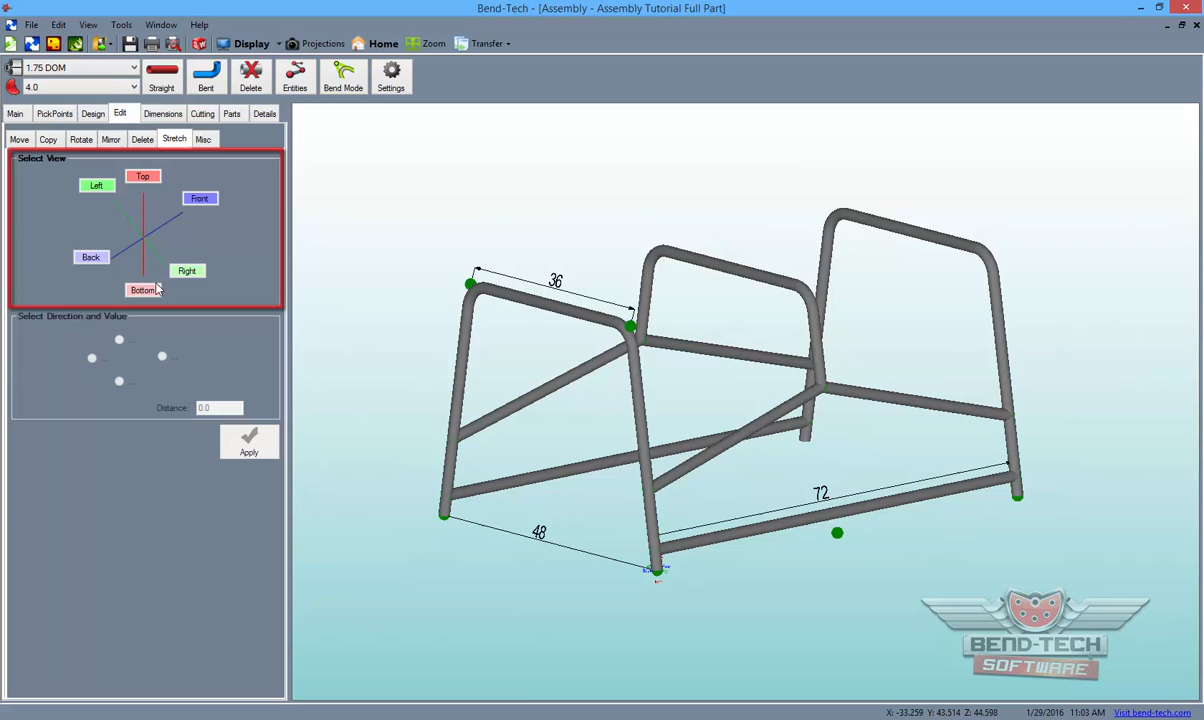 Bend-Tech - [Assembly - Assembly Tutorial Full Part]
File Edit View Tools Window Help
Display Projections Home Zoom Transfer
1.75 DOM
4.0
Straight Bent Delete Entities Bend Mode Settings
Main PickPoints Design Edit Dimensions Cutting Parts Details
Move Copy Rotate Mirror Delete Stretch Misc
Select View
Top
Left
Front
Back
Right
Bottom
Select Direction and Value
...
...
...
...
Distance: 0.0
Apply
36
72
48
BEND-TECH
SOFTWARE
X: -33.259 Y: 43.514 Z: 44.598 1/29/2016 11:03 AM Visit bend-tech.com